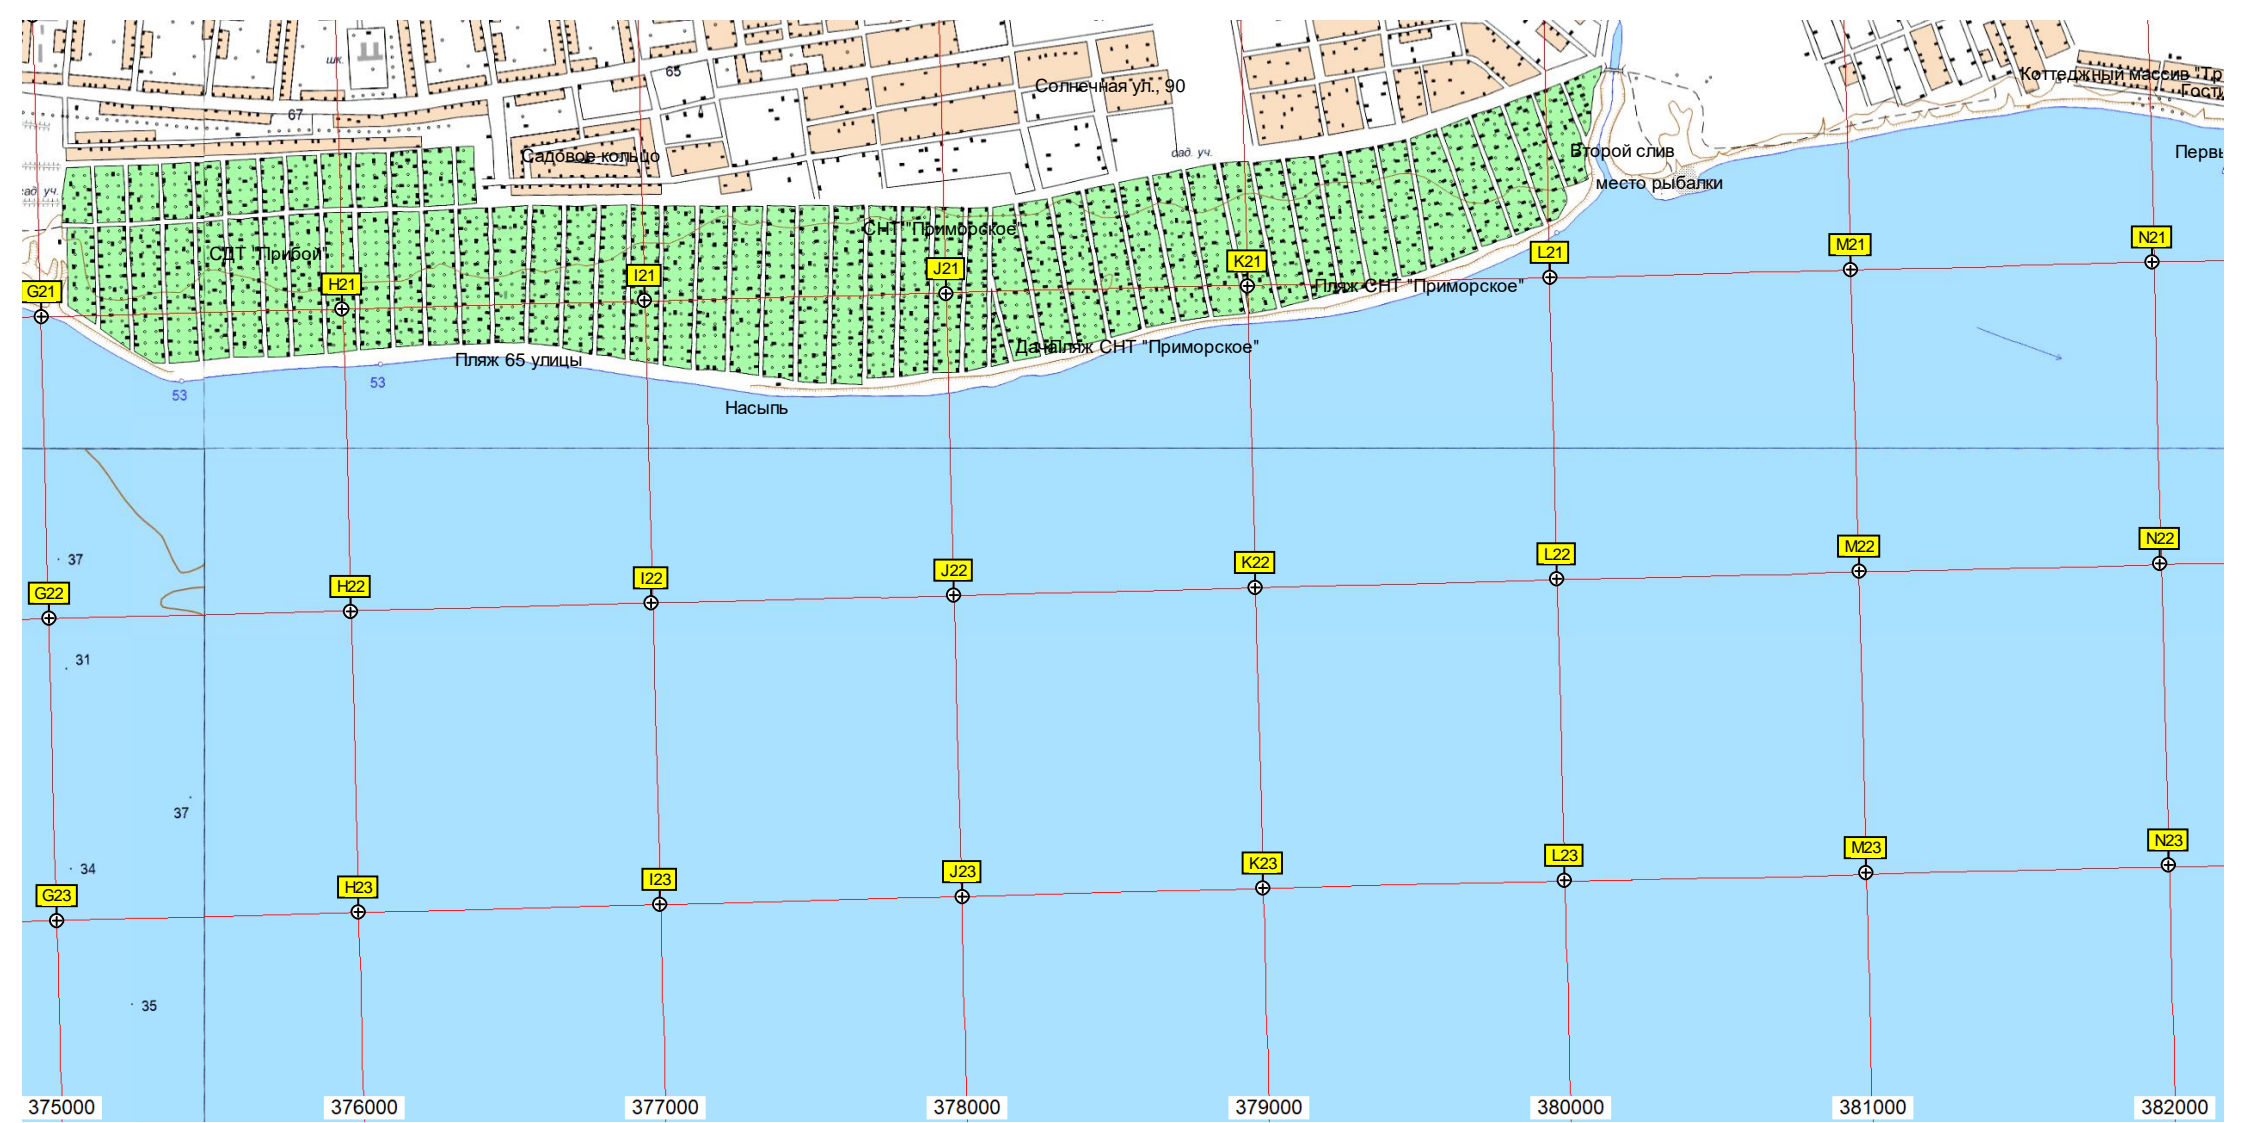 шк.
65
Коттеджный массив "Тр
Солнечная ул., 90
Гости
67
Садовое кольцо
сад. уч.
Второй слив
Первы
место рыбалки
ад. уч.
СНТ "Приморское"
СДТ "Прибой"
G21
H21
I21
J21
K21
L21
M21
N21
Пляж СНТ "Приморское"
Пляж СНТ "Приморское"
Пляж 65 улицы
53
53
Насыпь
37
G22
H22
I22
J22
K22
L22
M22
N22
31
37
34
G23
H23
I23
J23
K23
L23
M23
N23
35
375000
376000
377000
378000
379000
380000
381000
382000